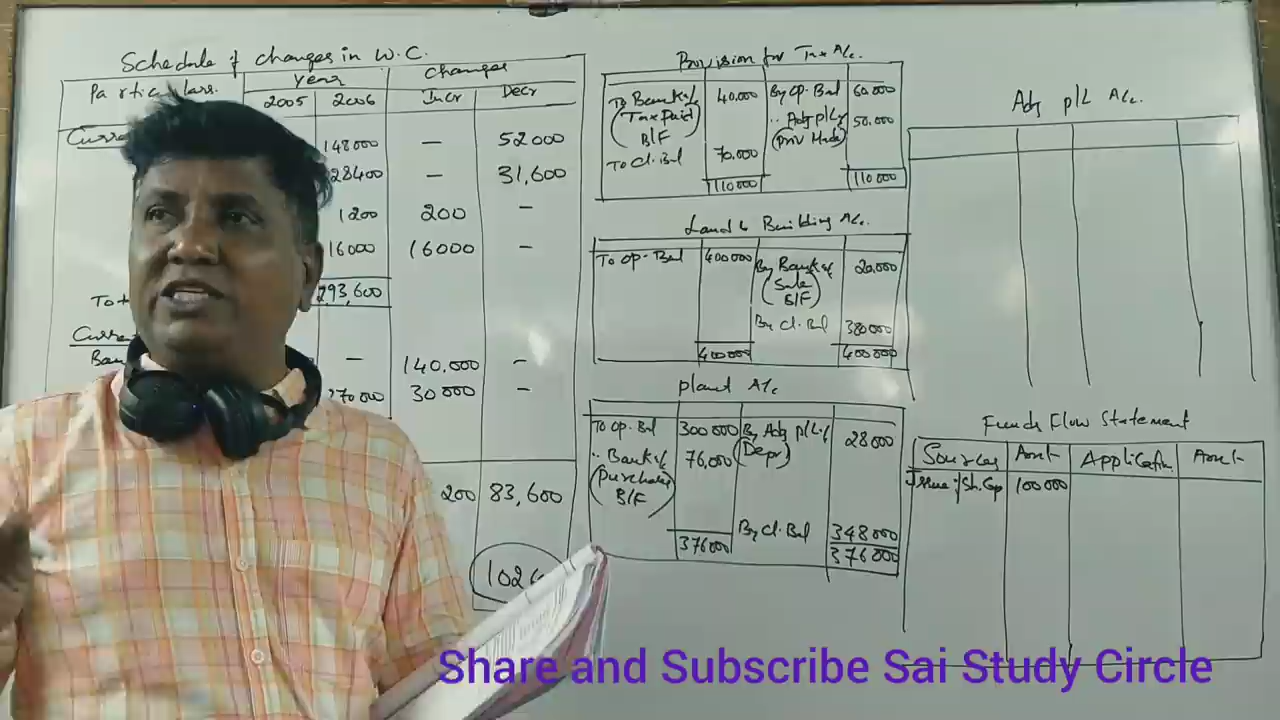 Schedule of changes in W.C.
Particulars. Year Changes
2005 2006 Incr Decr
148000 — 52000
28400 — 31,600
1200 200 —
16000 16000 —
293,600
— 140,000 —
270000 30000 —
200 83,600
Provision for Tax A/c.
To Bank A/c 40,000 By Op. Bal 60,000
(Tax Paid) .. Adj P/L A/c 50,000
B/F (Prov Made)
To Cl. Bal 70,000
110000 110000
Land & Building A/c.
To Op. Bal 400000 By Bank A/c 20,000
(Sale)
B/F
By Cl. Bal 380000
400000 400000
Plant A/c
To Op. Bal 300000 By Adj P/L A/c 28000
.. Bank A/c 76,000 (Depr)
(Purchases
B/F)
By Cl. Bal 348000
376000 376000
Adj P/L A/c.
Funds Flow Statement
Sources Amt Application Amt
Issue of Sh. Cap 100000
Share and Subscribe Sai Study Circle